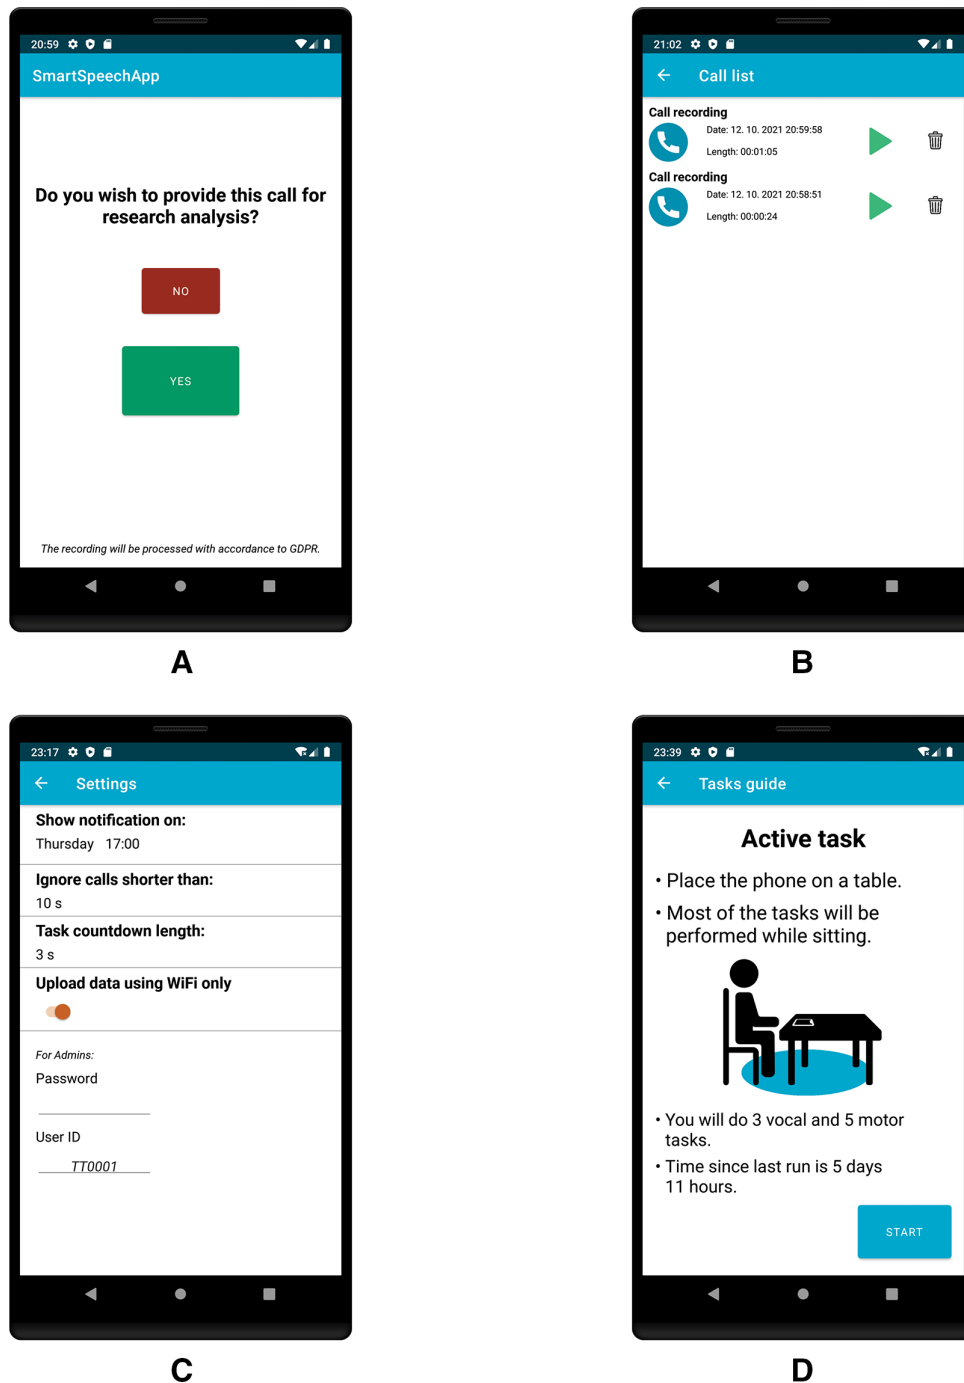 20:59
SmartSpeechApp
Do you wish to provide this call for
research analysis?
NO
YES
The recording will be processed with accordance to GDPR.
A
21:02
Call list
Call recording
Date: 12. 10. 2021 20:59:58
Length: 00:01:05
Call recording
Date: 12. 10. 2021 20:58:51
Length: 00:00:24
B
23:17
Settings
Show notification on:
Thursday 17:00
Ignore calls shorter than:
10 s
Task countdown length:
3 s
Upload data using WiFi only
For Admins:
Password
User ID
TT0001
C
23:39
Tasks guide
Active task
• Place the phone on a table.
• Most of the tasks will be
performed while sitting.
• You will do 3 vocal and 5 motor
tasks.
• Time since last run is 5 days
11 hours.
START
D